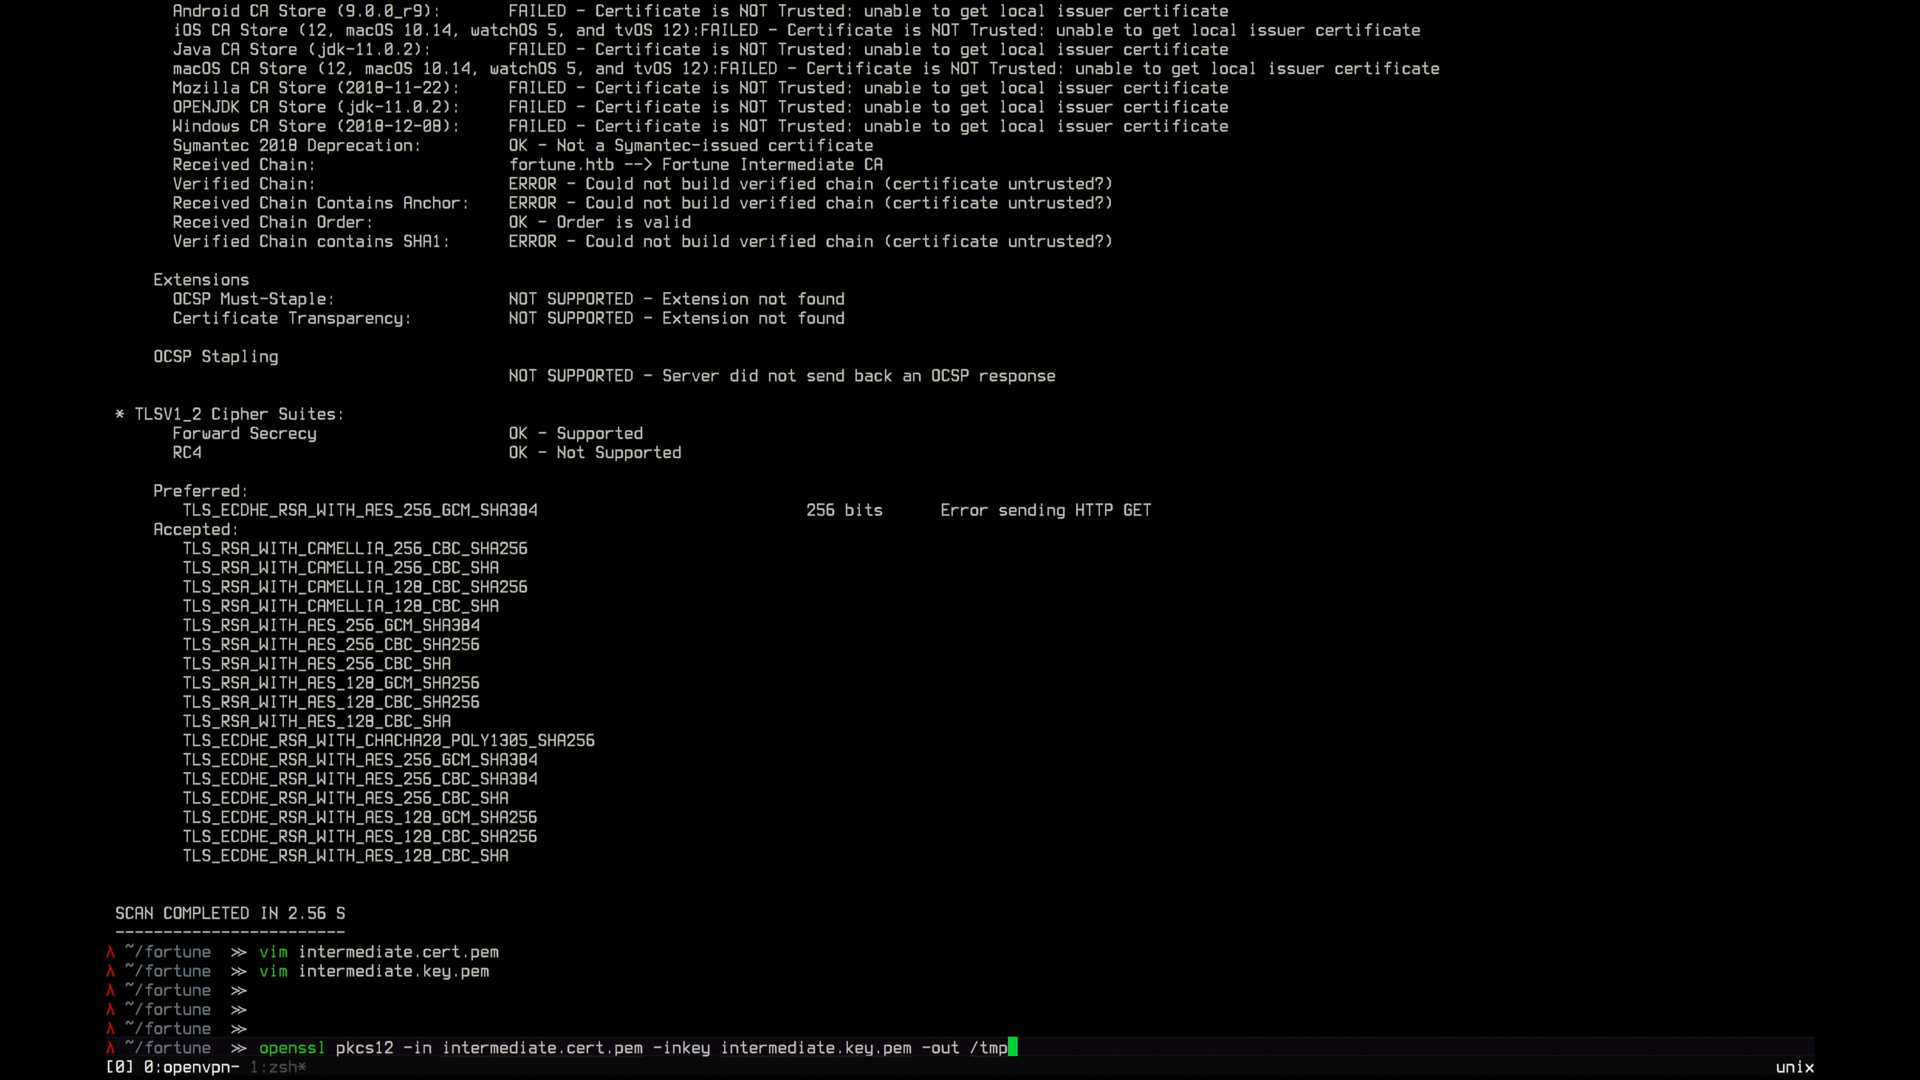 Android CA Store (9.0.0_r9): FAILED - Certificate is NOT Trusted: unable to get local issuer certificate
iOS CA Store (12, macOS 10.14, watchOS 5, and tvOS 12):FAILED - Certificate is NOT Trusted: unable to get local issuer certificate
Java CA Store (jdk-11.0.2): FAILED - Certificate is NOT Trusted: unable to get local issuer certificate
macOS CA Store (12, macOS 10.14, watchOS 5, and tvOS 12):FAILED - Certificate is NOT Trusted: unable to get local issuer certificate
Mozilla CA Store (2018-11-22): FAILED - Certificate is NOT Trusted: unable to get local issuer certificate
OPENJDK CA Store (jdk-11.0.2): FAILED - Certificate is NOT Trusted: unable to get local issuer certificate
Windows CA Store (2018-12-08): FAILED - Certificate is NOT Trusted: unable to get local issuer certificate
Symantec 2018 Deprecation: OK - Not a Symantec-issued certificate
Received Chain: fortune.htb --> Fortune Intermediate CA
Verified Chain: ERROR - Could not build verified chain (certificate untrusted?)
Received Chain Contains Anchor: ERROR - Could not build verified chain (certificate untrusted?)
Received Chain Order: OK - Order is valid
Verified Chain contains SHA1: ERROR - Could not build verified chain (certificate untrusted?)
Extensions
OCSP Must-Staple: NOT SUPPORTED - Extension not found
Certificate Transparency: NOT SUPPORTED - Extension not found
OCSP Stapling
NOT SUPPORTED - Server did not send back an OCSP response
* TLSV1_2 Cipher Suites:
Forward Secrecy OK - Supported
RC4 OK - Not Supported
Preferred:
TLS_ECDHE_RSA_WITH_AES_256_GCM_SHA384 256 bits Error sending HTTP GET
Accepted:
TLS_RSA_WITH_CAMELLIA_256_CBC_SHA256
TLS_RSA_WITH_CAMELLIA_256_CBC_SHA
TLS_RSA_WITH_CAMELLIA_128_CBC_SHA256
TLS_RSA_WITH_CAMELLIA_128_CBC_SHA
TLS_RSA_WITH_AES_256_GCM_SHA384
TLS_RSA_WITH_AES_256_CBC_SHA256
TLS_RSA_WITH_AES_256_CBC_SHA
TLS_RSA_WITH_AES_128_GCM_SHA256
TLS_RSA_WITH_AES_128_CBC_SHA256
TLS_RSA_WITH_AES_128_CBC_SHA
TLS_ECDHE_RSA_WITH_CHACHA20_POLY1305_SHA256
TLS_ECDHE_RSA_WITH_AES_256_GCM_SHA384
TLS_ECDHE_RSA_WITH_AES_256_CBC_SHA384
TLS_ECDHE_RSA_WITH_AES_256_CBC_SHA
TLS_ECDHE_RSA_WITH_AES_128_GCM_SHA256
TLS_ECDHE_RSA_WITH_AES_128_CBC_SHA256
TLS_ECDHE_RSA_WITH_AES_128_CBC_SHA
SCAN COMPLETED IN 2.56 S
------------------------
λ ~/fortune ≫ vim intermediate.cert.pem
λ ~/fortune ≫ vim intermediate.key.pem
λ ~/fortune ≫
λ ~/fortune ≫
λ ~/fortune ≫
λ ~/fortune ≫ openssl pkcs12 -in intermediate.cert.pem -inkey intermediate.key.pem -out /tmp
[0] 0:openvpn- 1:zsh* unix